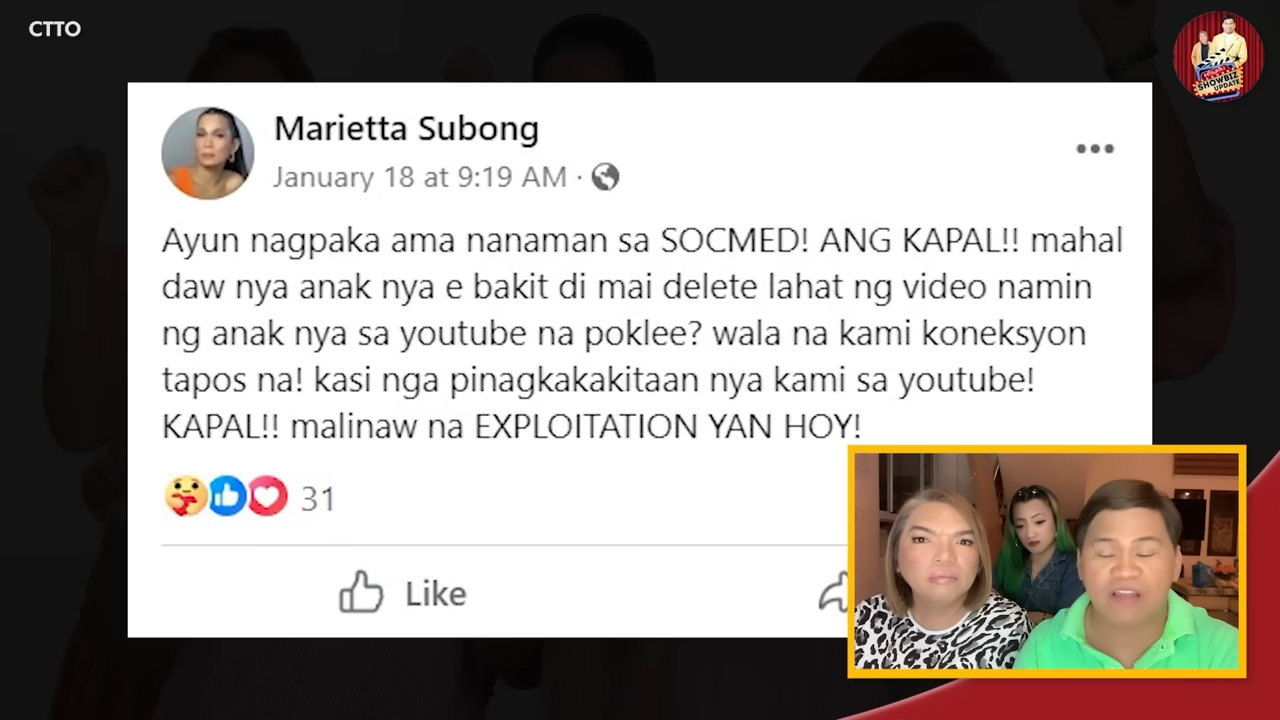 CTTO
SHOWBIZ
UPDATE
Marietta Subong
January 18 at 9:19 AM ·
Ayun nagpaka ama nanaman sa SOCMED! ANG KAPAL!! mahal
daw nya anak nya e bakit di mai delete lahat ng video namin
ng anak nya sa youtube na poklee? wala na kami koneksyon
tapos na! kasi nga pinagkakakitaan nya kami sa youtube!
KAPAL!! malinaw na EXPLOITATION YAN HOY!
31
Like